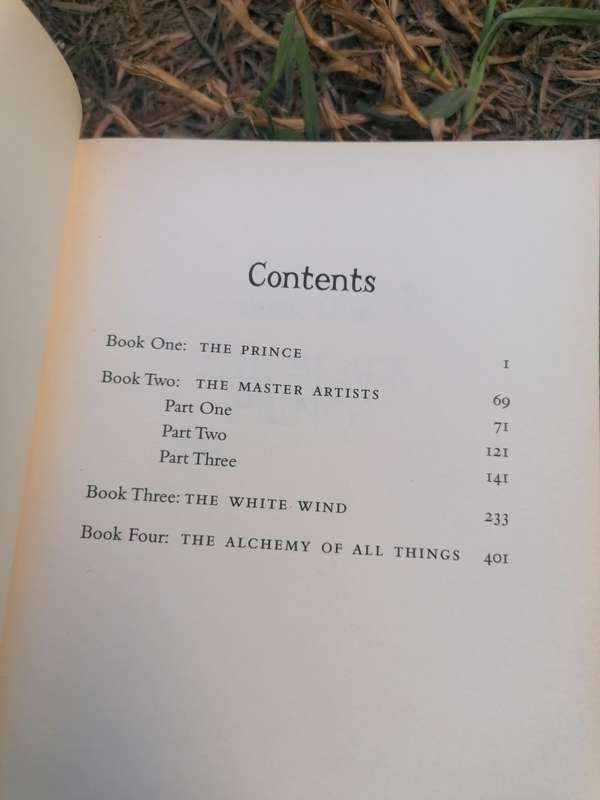 Contents
Book One: THE PRINCE 1
Book Two: THE MASTER ARTISTS 69
Part One 71
Part Two 121
Part Three 141
Book Three: THE WHITE WIND 233
Book Four: THE ALCHEMY OF ALL THINGS 401